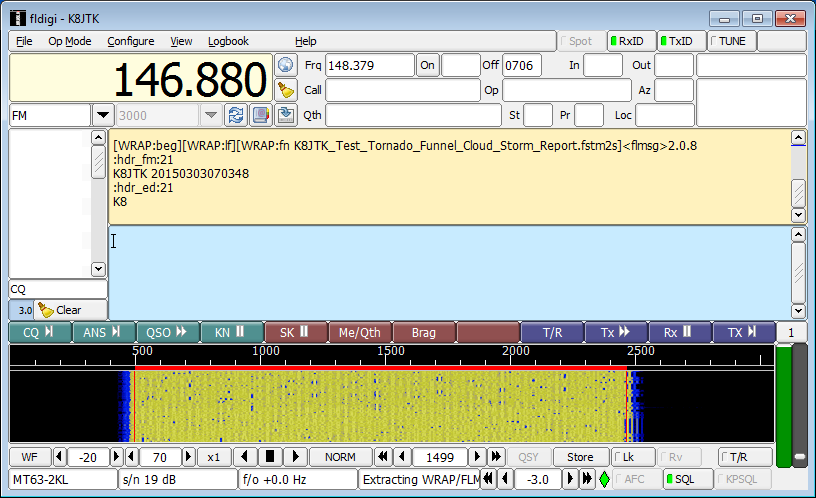 fldigi - K8JTK
File Op Mode Configure View Logbook Help Spot RxID TxID TUNE
146.880 Frq 148.379 On Off 0706 In Out
Call Op Az
FM 3000 Qth St Pr Loc
[WRAP:beg][WRAP:lf][WRAP:fn K8JTK_Test_Tornado_Funnel_Cloud_Storm_Report.fstm2s]<flmsg>2.0.8
:hdr_fm:21
K8JTK 20150303070348
:hdr_ed:21
K8
CQ
3.0 Clear
CQ ANS QSO KN SK Me/Qth Brag T/R Tx Rx TX 1
500 1000 1500 2000 2500
WF -20 70 x1 NORM 1499 QSY Store Lk Rv T/R
MT63-2KL s/n 19 dB f/o +0.0 Hz Extracting WRAP/FLM -3.0 AFC SQL KPSQL